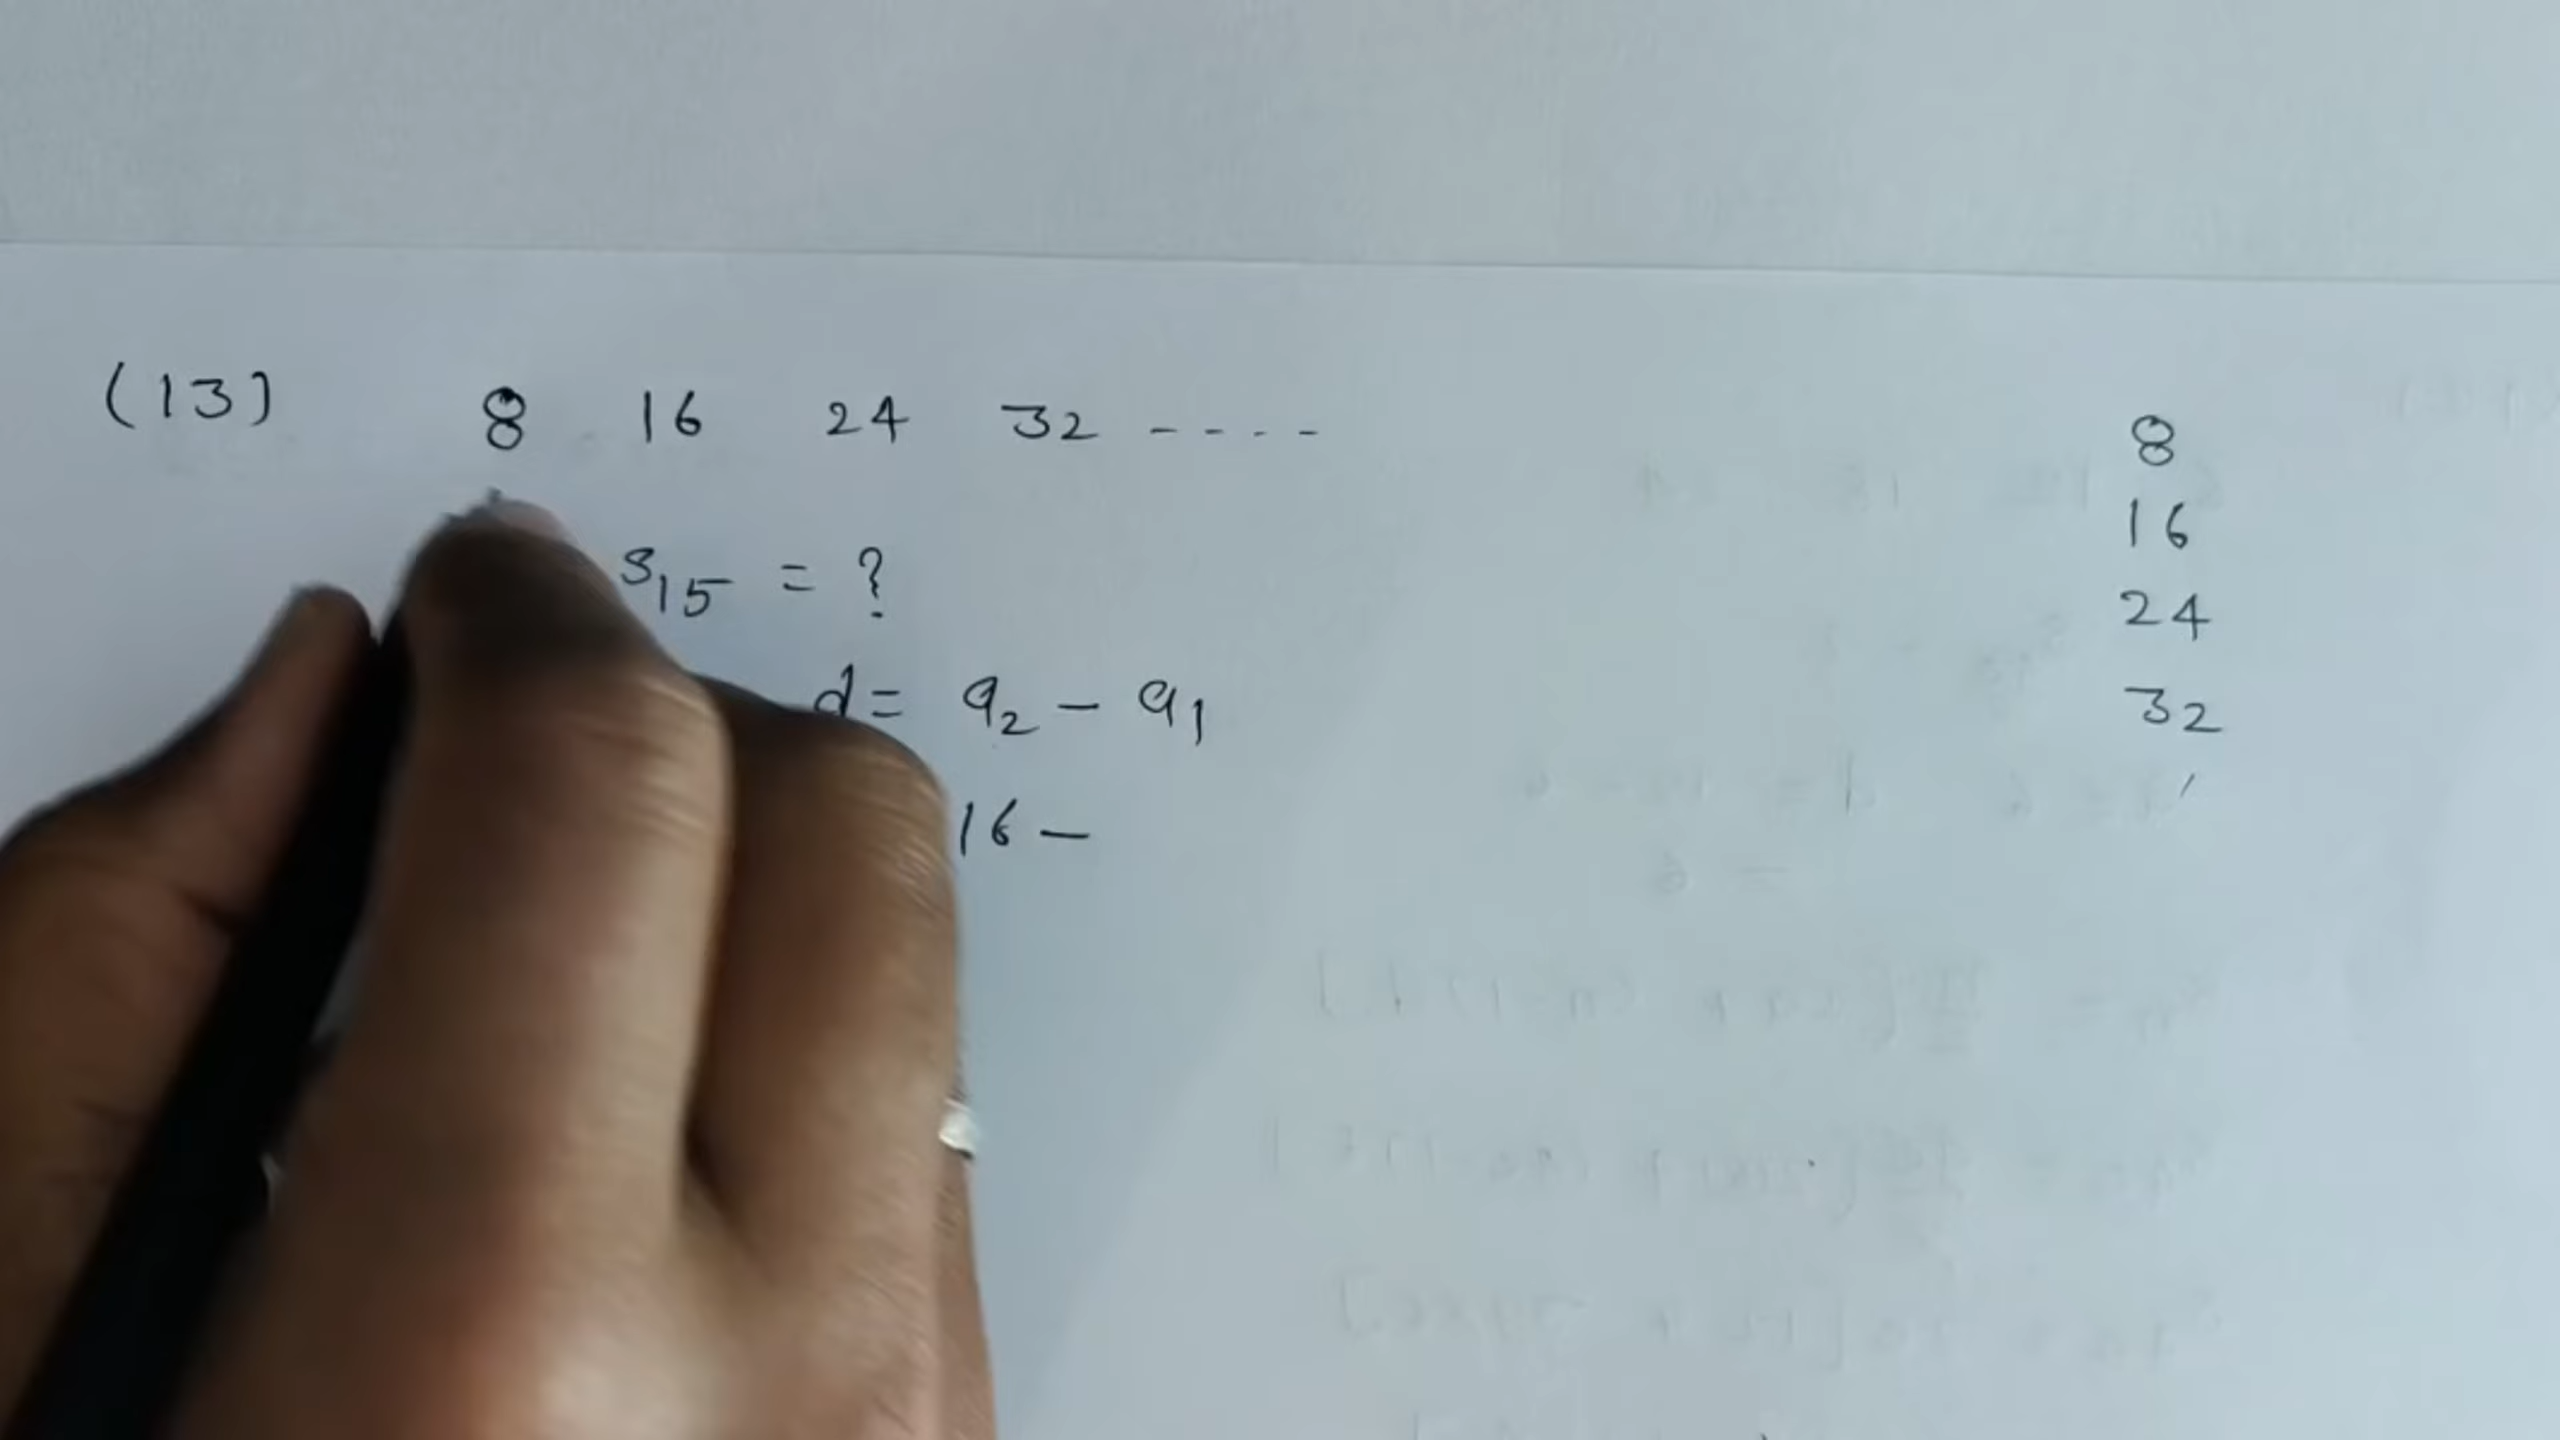 (13) 8 16 24 32 ----
S15 = ?
d = a2 - a1
16 -
8
16
24
32